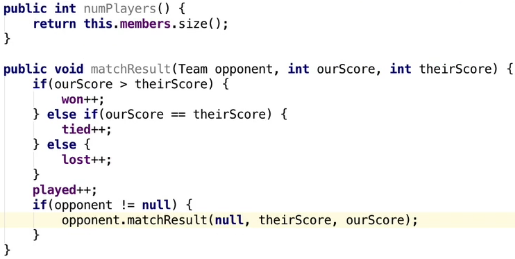 public int numPlayers() {
    return this.members.size();
}

public void matchResult(Team opponent, int ourScore, int theirScore) {
    if(ourScore > theirScore) {
        won++;
    } else if(ourScore == theirScore) {
        tied++;
    } else {
        lost++;
    }
    played++;
    if(opponent != null) {
        opponent.matchResult(null, theirScore, ourScore);
    }
}